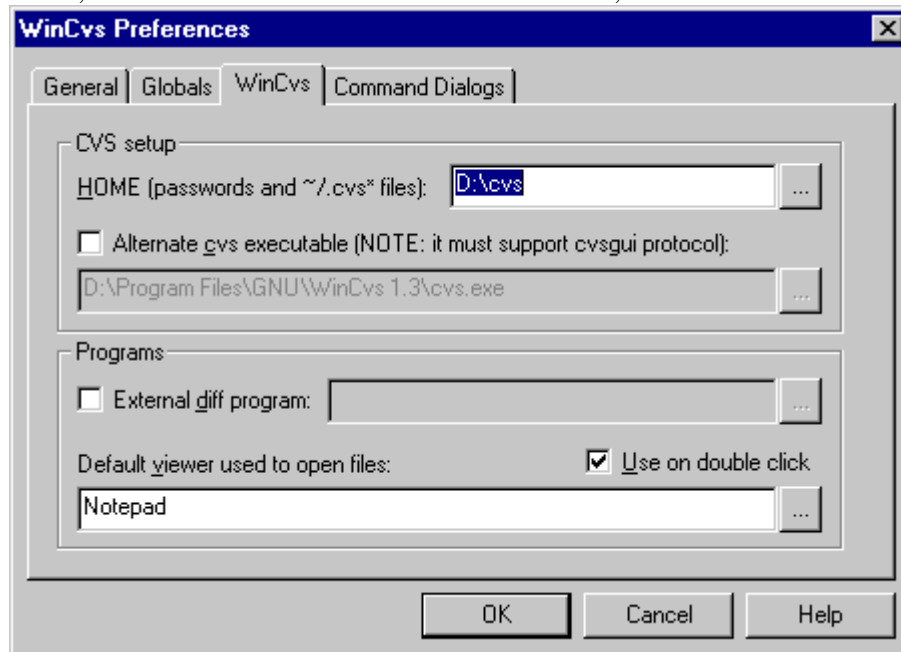 WinCvs Preferences
General Globals WinCvs Command Dialogs
CVS setup
HOME (passwords and ~/.cvs* files): D:\cvs ...
Alternate cvs executable (NOTE: it must support cvsgui protocol):
D:\Program Files\GNU\WinCvs 1.3\cvs.exe ...
Programs
External diff program: ...
Default viewer used to open files: Use on double click
Notepad ...
OK Cancel Help